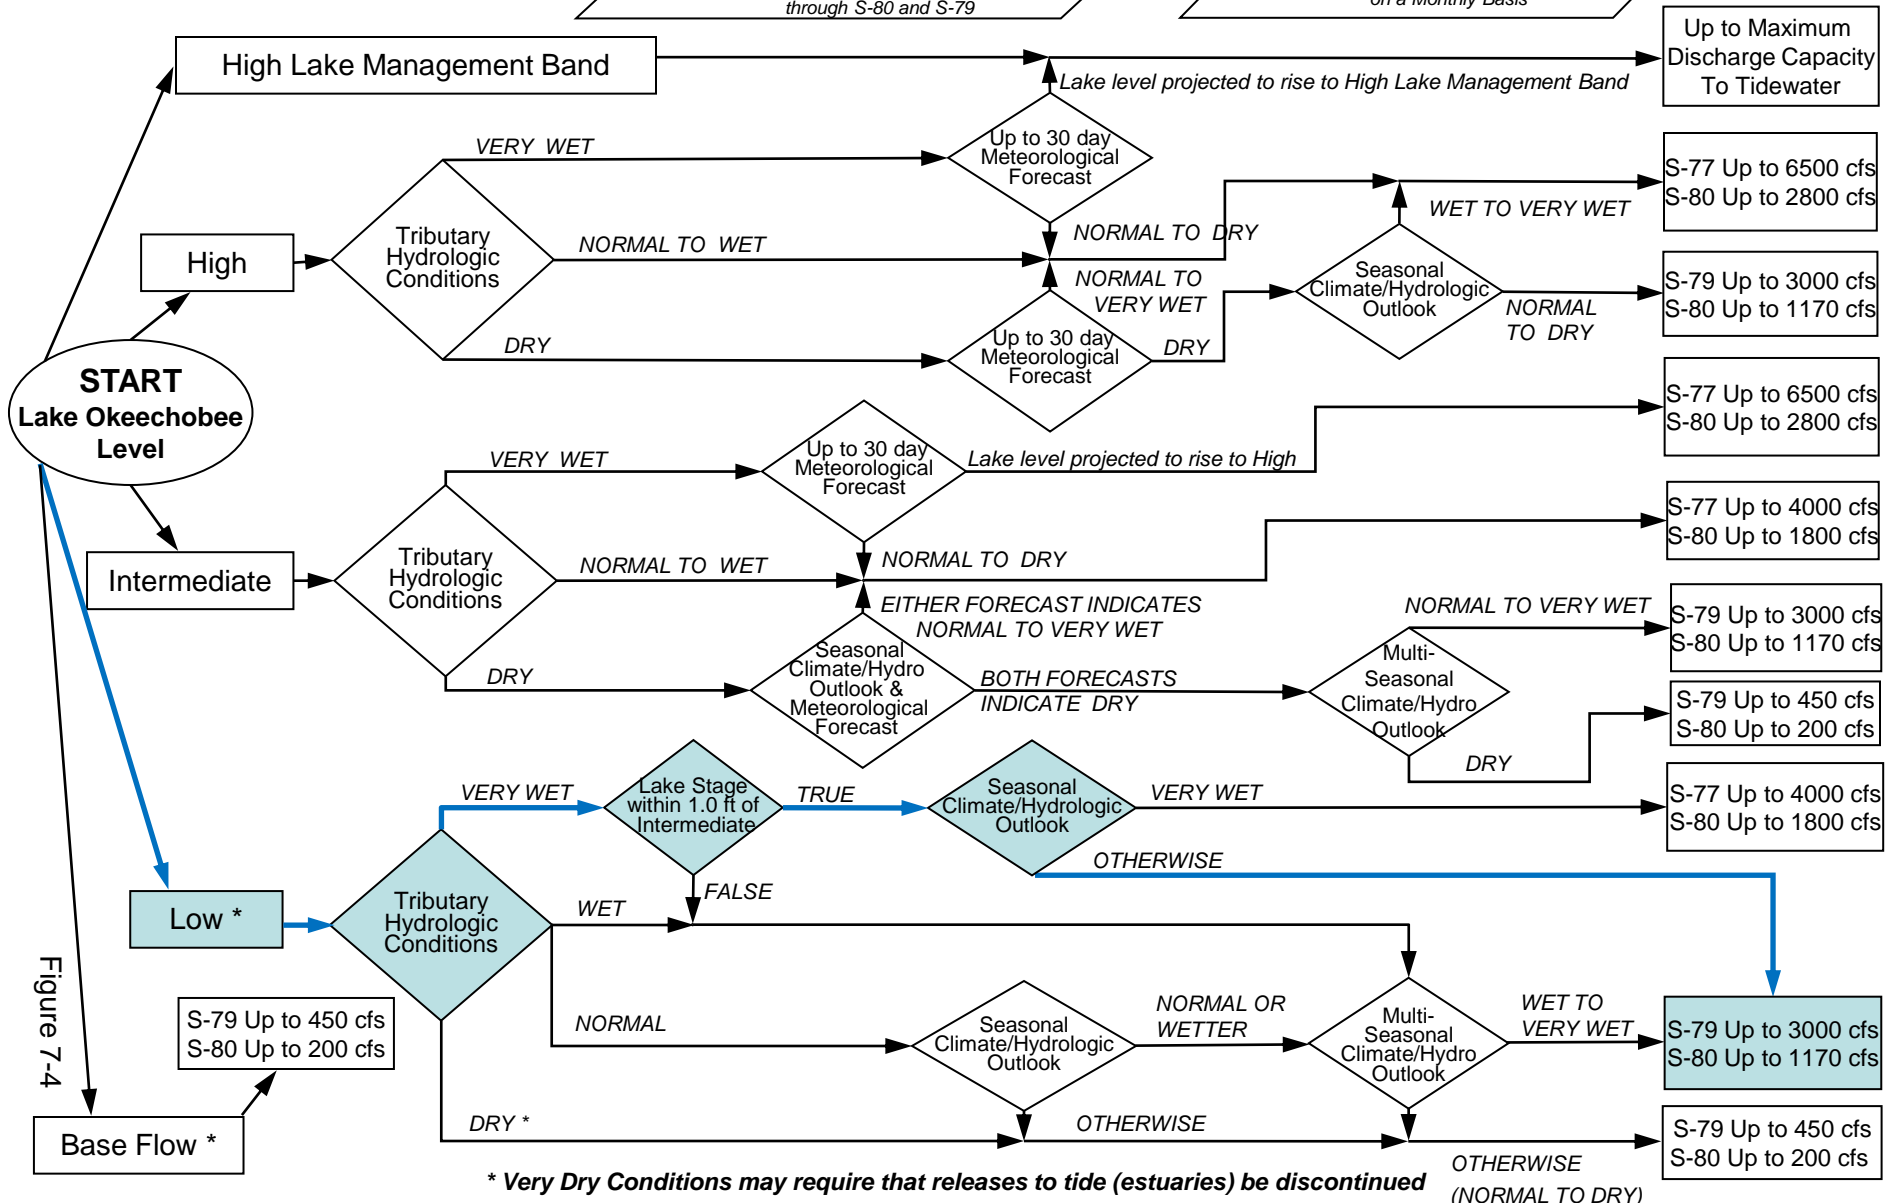 through S-80 and S-79
on a Monthly Basis
High Lake Management Band
Up to Maximum
Discharge Capacity
To Tidewater
Lake level projected to rise to High Lake Management Band
VERY WET
Up to 30 day
Meteorological
Forecast
S-77 Up to 6500 cfs
S-80 Up to 2800 cfs
WET TO VERY WET
High
Tributary
Hydrologic
Conditions
NORMAL TO WET
NORMAL TO DRY
NORMAL TO
VERY WET
Seasonal
Climate/Hydrologic
Outlook
NORMAL
TO DRY
S-79 Up to 3000 cfs
S-80 Up to 1170 cfs
DRY
Up to 30 day
Meteorological
Forecast
DRY
START
Lake Okeechobee
Level
S-77 Up to 6500 cfs
S-80 Up to 2800 cfs
VERY WET
Up to 30 day
Meteorological
Forecast
Lake level projected to rise to High
S-77 Up to 4000 cfs
S-80 Up to 1800 cfs
Intermediate
Tributary
Hydrologic
Conditions
NORMAL TO WET
NORMAL TO DRY
EITHER FORECAST INDICATES
NORMAL TO VERY WET
NORMAL TO VERY WET
S-79 Up to 3000 cfs
S-80 Up to 1170 cfs
DRY
Seasonal
Climate/Hydro
Outlook &
Meteorological
Forecast
BOTH FORECASTS
INDICATE DRY
Multi-
Seasonal
Climate/Hydro
Outlook
S-79 Up to 450 cfs
S-80 Up to 200 cfs
DRY
VERY WET
Lake Stage
within 1.0 ft of
Intermediate
TRUE
Seasonal
Climate/Hydrologic
Outlook
VERY WET
S-77 Up to 4000 cfs
S-80 Up to 1800 cfs
OTHERWISE
FALSE
Low *
Tributary
Hydrologic
Conditions
WET
NORMAL
Seasonal
Climate/Hydrologic
Outlook
NORMAL OR
WETTER
Multi-
Seasonal
Climate/Hydro
Outlook
WET TO
VERY WET
S-79 Up to 3000 cfs
S-80 Up to 1170 cfs
Figure 7-4
S-79 Up to 450 cfs
S-80 Up to 200 cfs
Base Flow *
DRY *
OTHERWISE
S-79 Up to 450 cfs
S-80 Up to 200 cfs
OTHERWISE
(NORMAL TO DRY)
* Very Dry Conditions may require that releases to tide (estuaries) be discontinued